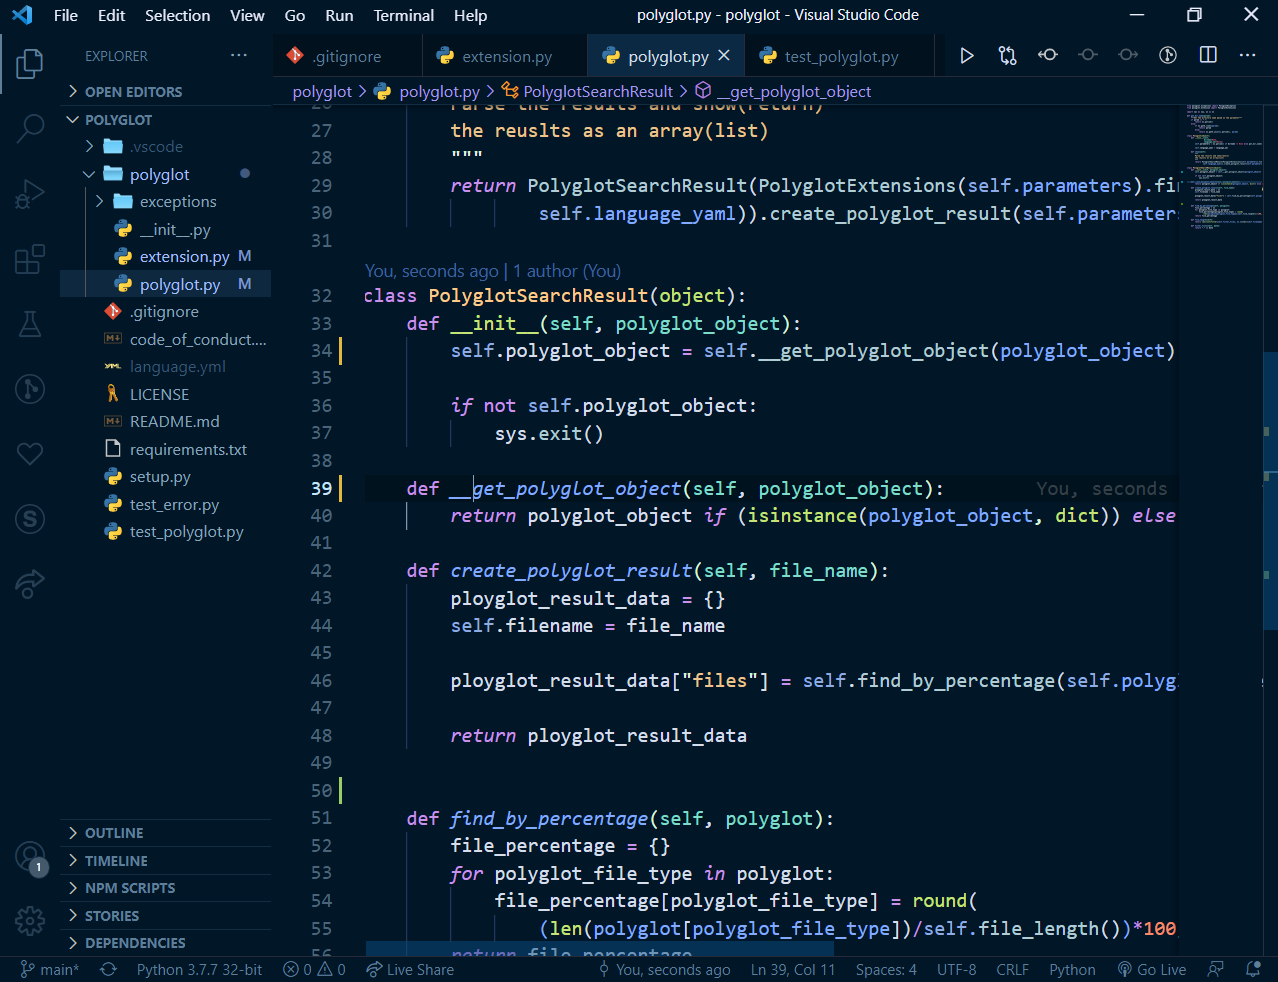 File Edit Selection View Go Run Terminal Help polyglot.py - polyglot - Visual Studio Code
EXPLORER ··· .gitignore extension.py polyglot.py test_polyglot.py ···
polyglot > polyglot.py > PolyglotSearchResult > __get_polyglot_object
OPEN EDITORS
POLYGLOT
.vscode
polyglot
exceptions
__init__.py
extension.py M
polyglot.py M
.gitignore
code_of_conduct....
language.yml
LICENSE
README.md
requirements.txt
setup.py
test_error.py
test_polyglot.py
OUTLINE
TIMELINE
NPM SCRIPTS
STORIES
DEPENDENCIES
1
26 Parse the results and show(return)
27 the reuslts as an array(list)
28 """
29 return PolyglotSearchResult(PolyglotExtensions(self.parameters).fi
30 self.language_yaml)).create_polyglot_result(self.parameters
31
You, seconds ago | 1 author (You)
32 class PolyglotSearchResult(object):
33 def __init__(self, polyglot_object):
34 self.polyglot_object = self.__get_polyglot_object(polyglot_object)
35
36 if not self.polyglot_object:
37 sys.exit()
38
39 def __get_polyglot_object(self, polyglot_object): You, seconds
40 return polyglot_object if (isinstance(polyglot_object, dict)) else
41
42 def create_polyglot_result(self, file_name):
43 ployglot_result_data = {}
44 self.filename = file_name
45
46 ployglot_result_data["files"] = self.find_by_percentage(self.polyg
47
48 return ployglot_result_data
49
50
51 def find_by_percentage(self, polyglot):
52 file_percentage = {}
53 for polyglot_file_type in polyglot:
54 file_percentage[polyglot_file_type] = round(
55 (len(polyglot[polyglot_file_type])/self.file_length())*100,
56 return file_percentage
main* Python 3.7.7 32-bit 0 0 Live Share You, seconds ago Ln 39, Col 11 Spaces: 4 UTF-8 CRLF Python Go Live